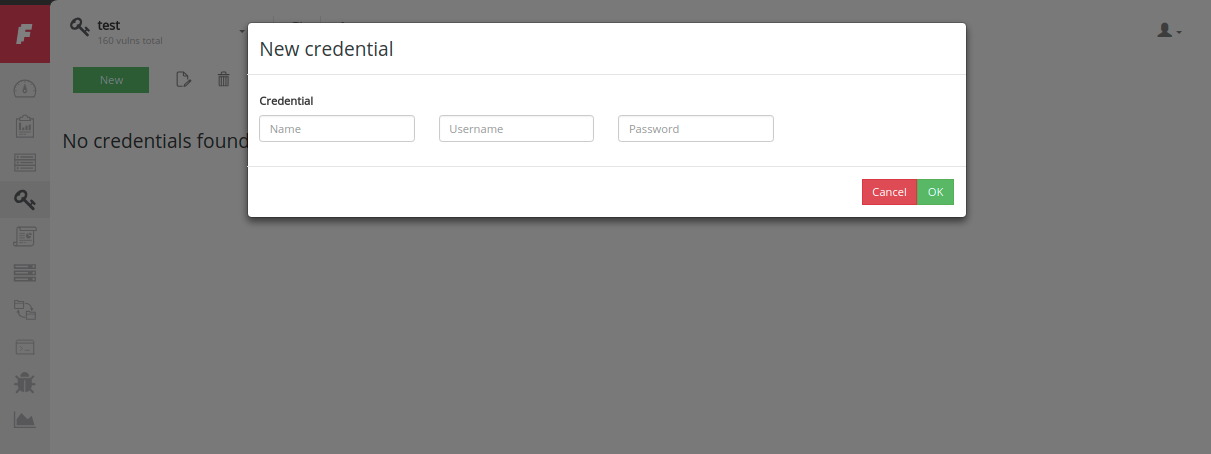 F
test
160 vulns total
New
No credentials found
New credential
Credential
Name Username Password
Cancel OK